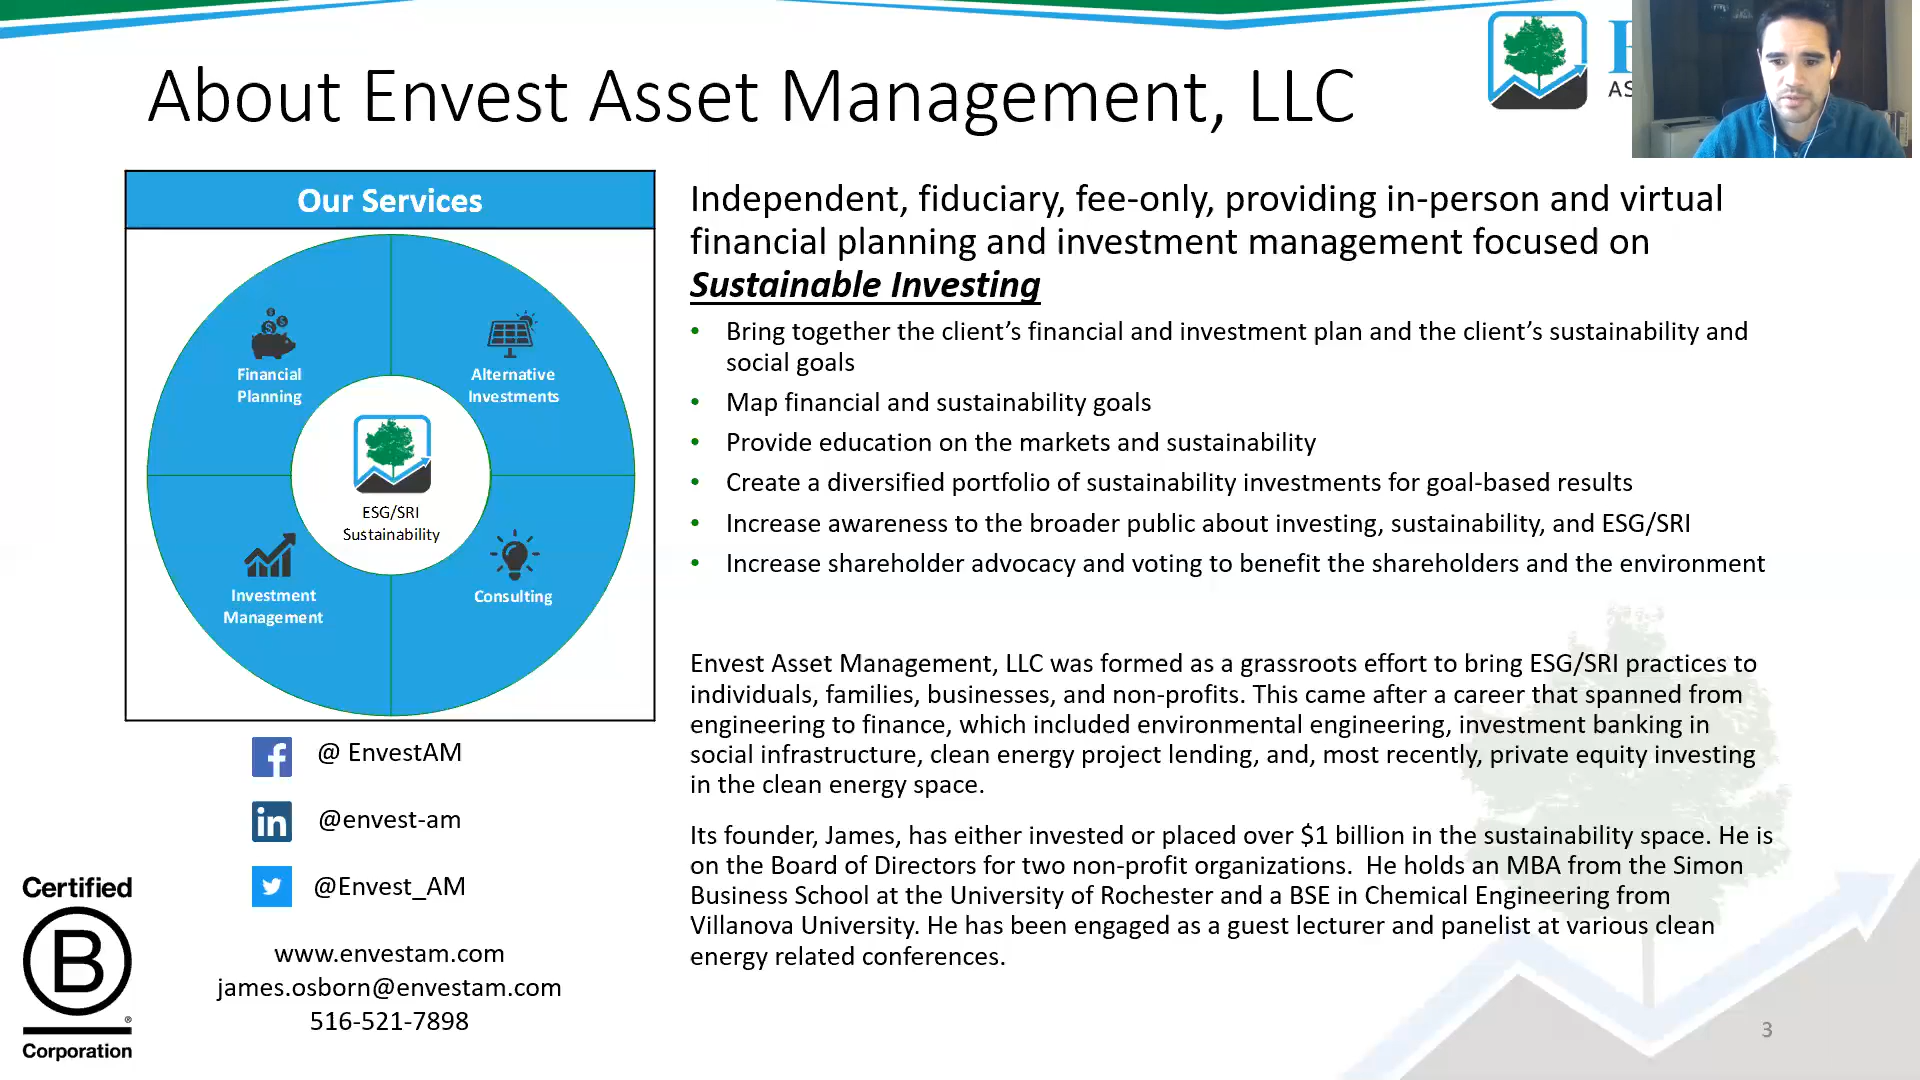 About Envest Asset Management, LLC
AS
Our Services
Financial
Planning
Alternative
Investments
ESG/SRI
Sustainability
Investment
Management
Consulting
@ EnvestAM
in
@envest-am
@Envest_AM
www.envestam.com
james.osborn@envestam.com
516-521-7898
Certified
B
®
Corporation
Independent, fiduciary, fee-only, providing in-person and virtual
financial planning and investment management focused on
Sustainable Investing
• Bring together the client’s financial and investment plan and the client’s sustainability and
social goals
• Map financial and sustainability goals
• Provide education on the markets and sustainability
• Create a diversified portfolio of sustainability investments for goal-based results
• Increase awareness to the broader public about investing, sustainability, and ESG/SRI
• Increase shareholder advocacy and voting to benefit the shareholders and the environment
Envest Asset Management, LLC was formed as a grassroots effort to bring ESG/SRI practices to
individuals, families, businesses, and non-profits. This came after a career that spanned from
engineering to finance, which included environmental engineering, investment banking in
social infrastructure, clean energy project lending, and, most recently, private equity investing
in the clean energy space.
Its founder, James, has either invested or placed over $1 billion in the sustainability space. He is
on the Board of Directors for two non-profit organizations.  He holds an MBA from the Simon
Business School at the University of Rochester and a BSE in Chemical Engineering from
Villanova University. He has been engaged as a guest lecturer and panelist at various clean
energy related conferences.
3